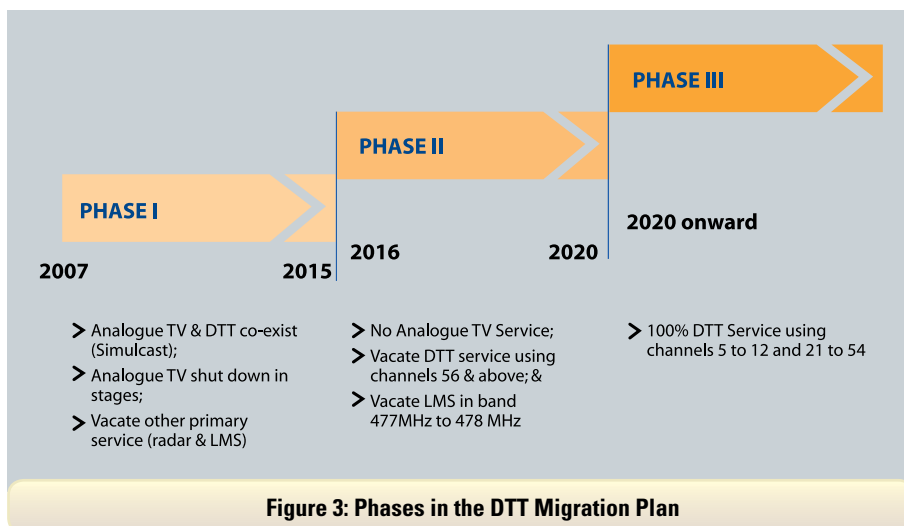 PHASE I
2007
2015
> Analogue TV & DTT co-exist
(Simulcast);
> Analogue TV shut down in
stages;
> Vacate other primary
service (radar & LMS)
PHASE II
2016
2020
> No Analogue TV Service;
> Vacate DTT service using
channels 56 & above; &
> Vacate LMS in band
477MHz to 478 MHz
PHASE III
2020 onward
> 100% DTT Service using
channels 5 to 12 and 21 to 54
Figure 3: Phases in the DTT Migration Plan